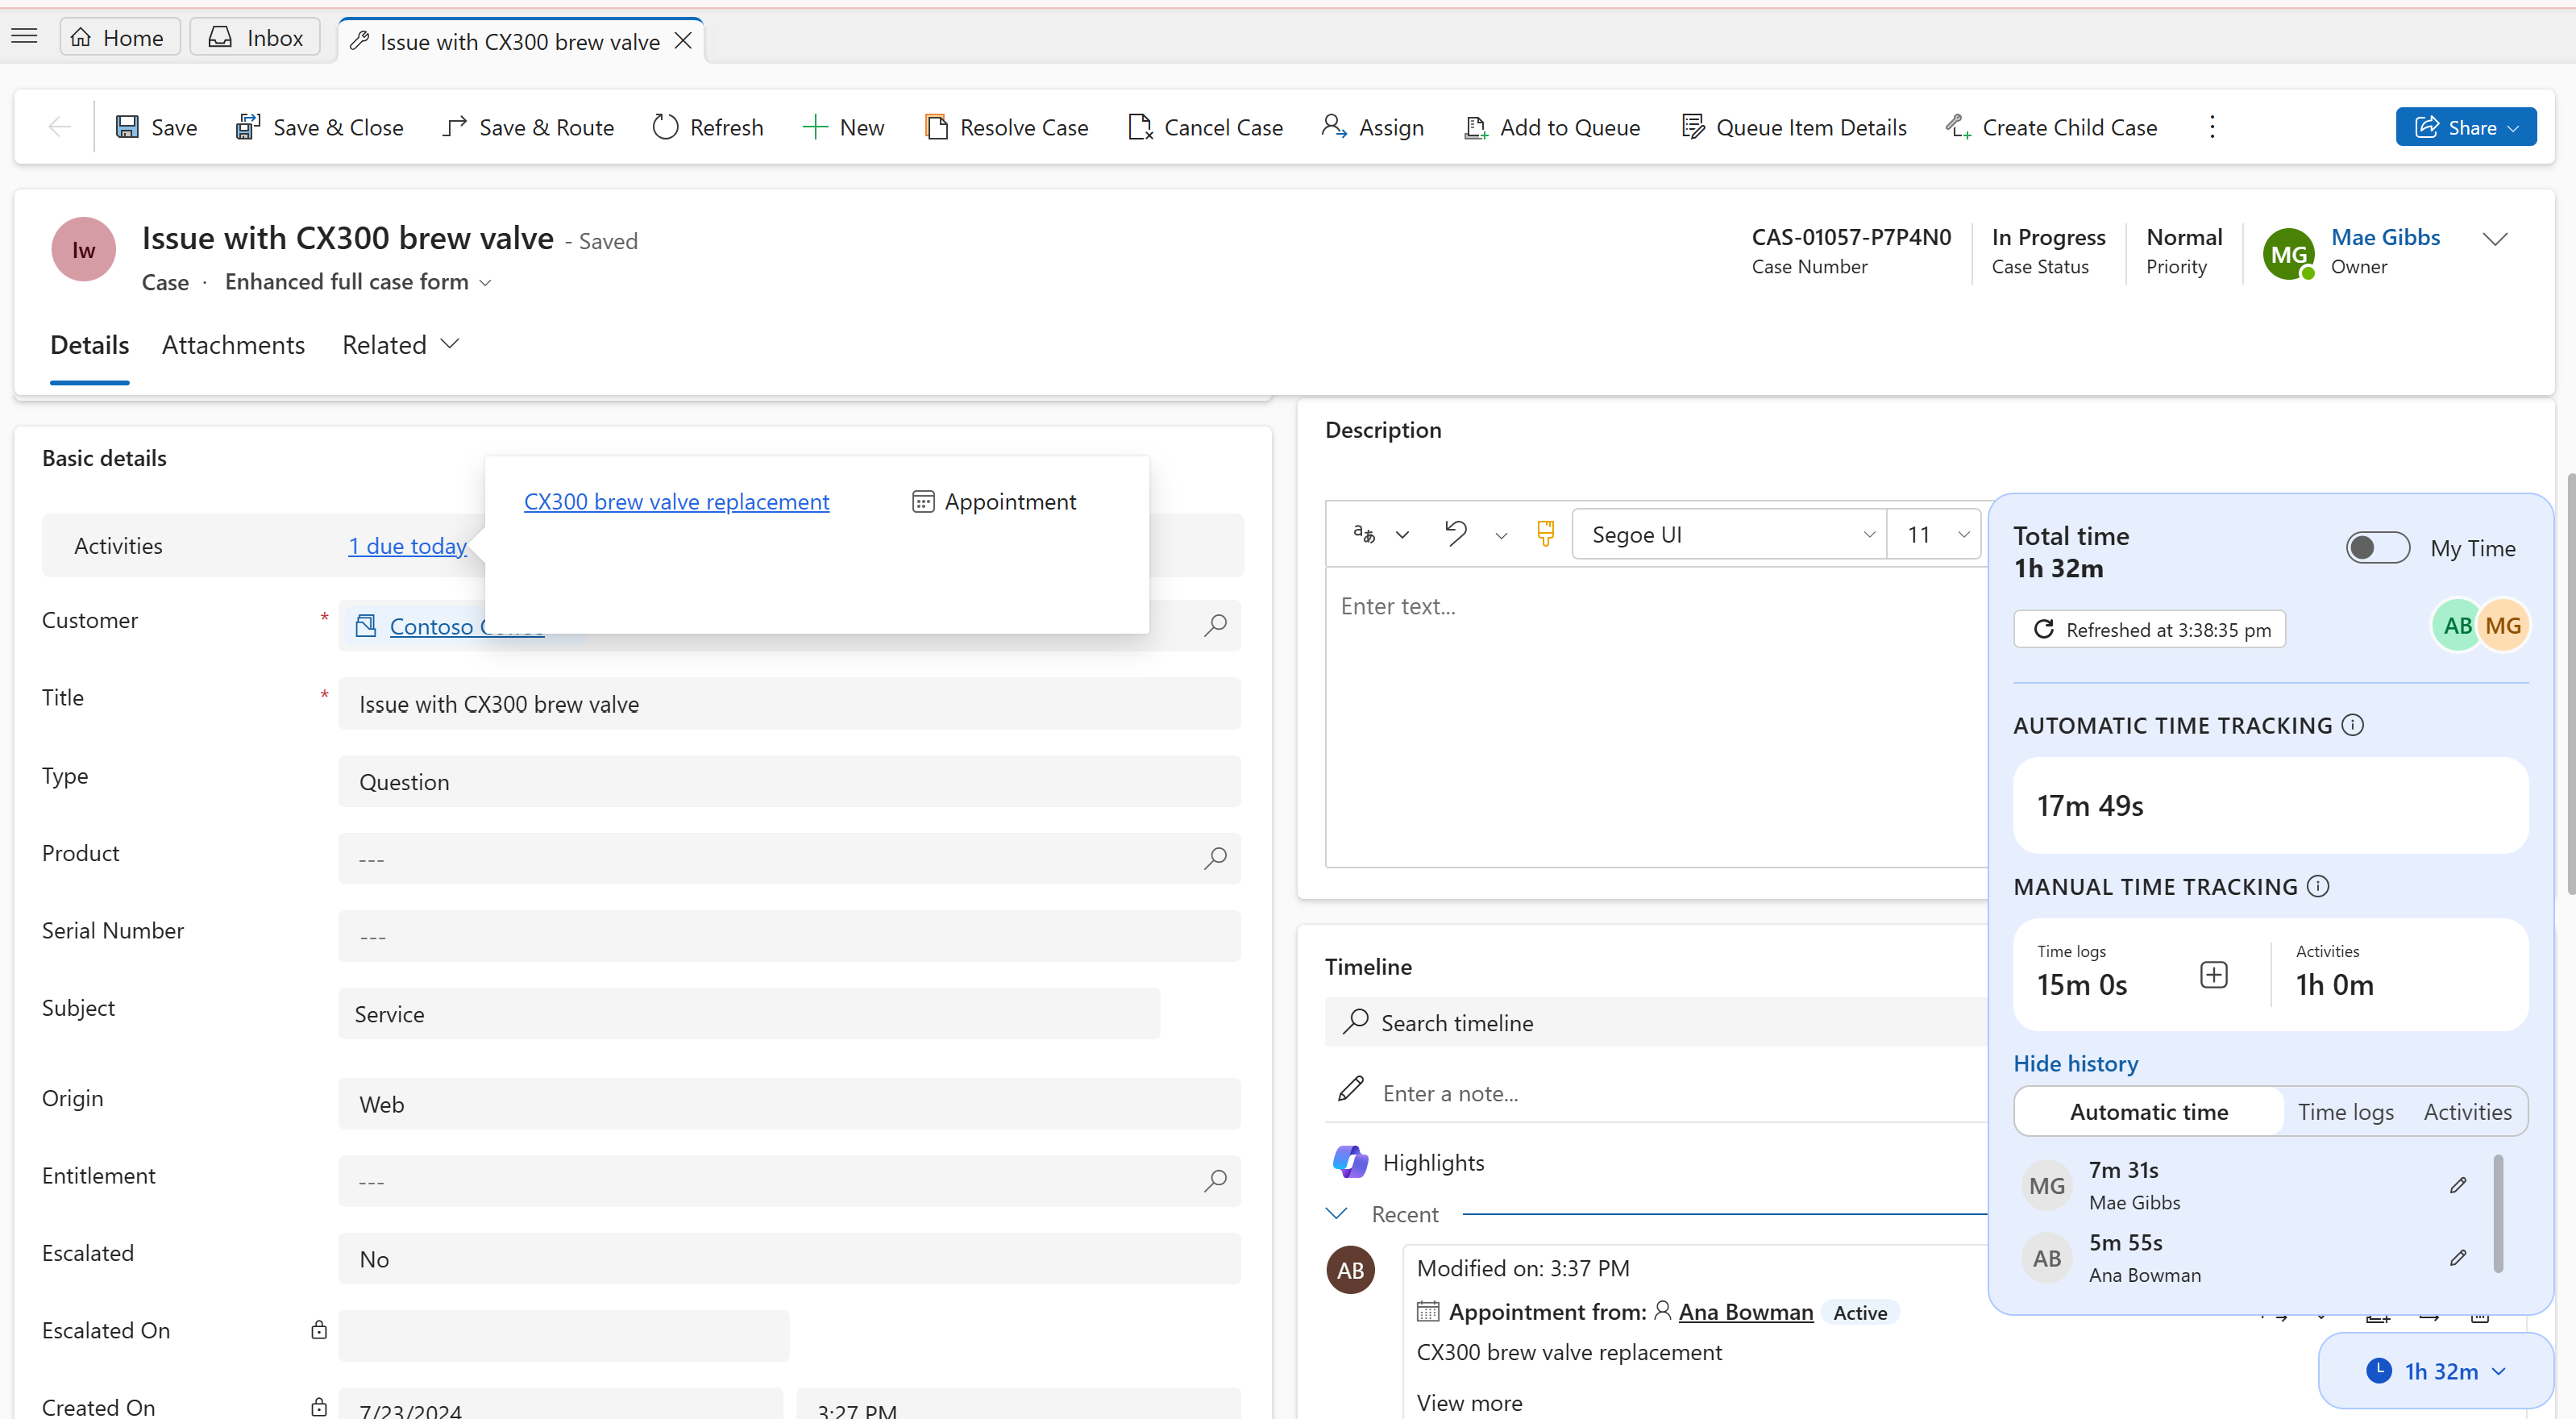 Home
Inbox
Issue with CX300 brew valve
Save
Save & Close
Save & Route
Refresh
New
Resolve Case
Cancel Case
Assign
Add to Queue
Queue Item Details
Create Child Case
Share
Iw
Issue with CX300 brew valve - Saved
Case · Enhanced full case form
CAS-01057-P7P4N0
Case Number
In Progress
Case Status
Normal
Priority
MG
Mae Gibbs
Owner
Details
Attachments
Related
Basic details
Activities
1 due today
CX300 brew valve replacement
Appointment
Customer
*
Contoso
Title
*
Issue with CX300 brew valve
Type
Question
Product
---
Serial Number
---
Subject
Service
Origin
Web
Entitlement
---
Escalated
No
Escalated On
Created On
7/23/2024
3:27 PM
Description
Segoe UI
11
Enter text...
Timeline
Search timeline
Enter a note...
Highlights
Recent
AB
Modified on: 3:37 PM
Appointment from: Ana Bowman Active
CX300 brew valve replacement
View more
Total time
1h 32m
My Time
Refreshed at 3:38:35 pm
AB
MG
AUTOMATIC TIME TRACKING
17m 49s
MANUAL TIME TRACKING
Time logs
15m 0s
Activities
1h 0m
Hide history
Automatic time
Time logs
Activities
MG
7m 31s
Mae Gibbs
AB
5m 55s
Ana Bowman
1h 32m